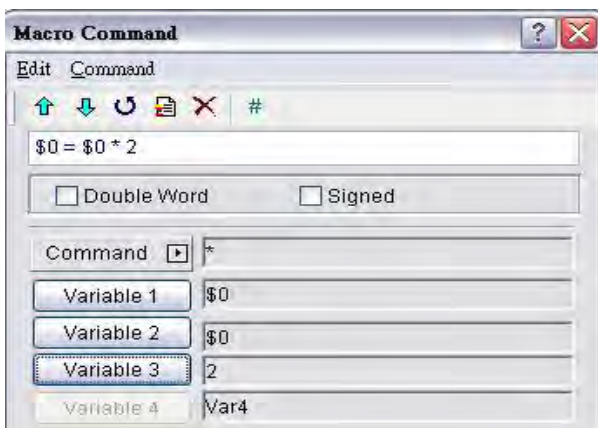 Macro Command
Edit Command
#
$0 = $0 * 2
Double Word Signed
Command *
Variable 1 $0
Variable 2 $0
Variable 3 2
Variable 4 Var4